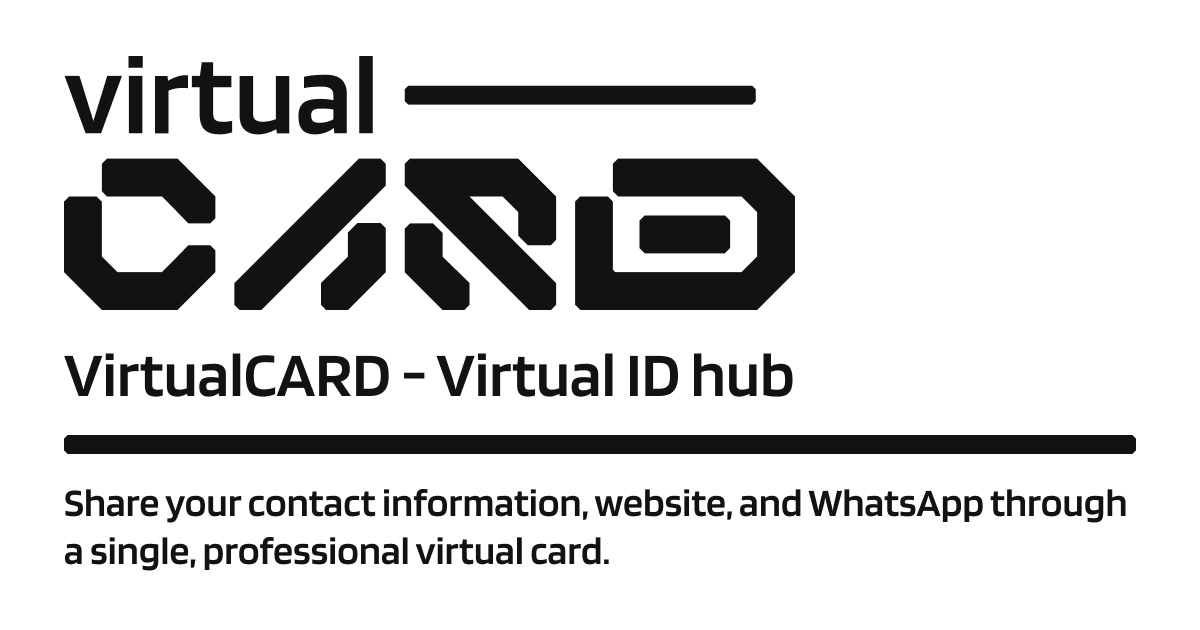 virtual
CARD
VirtualCARD - Virtual ID hub
Share your contact information, website, and WhatsApp through
a single, professional virtual card.